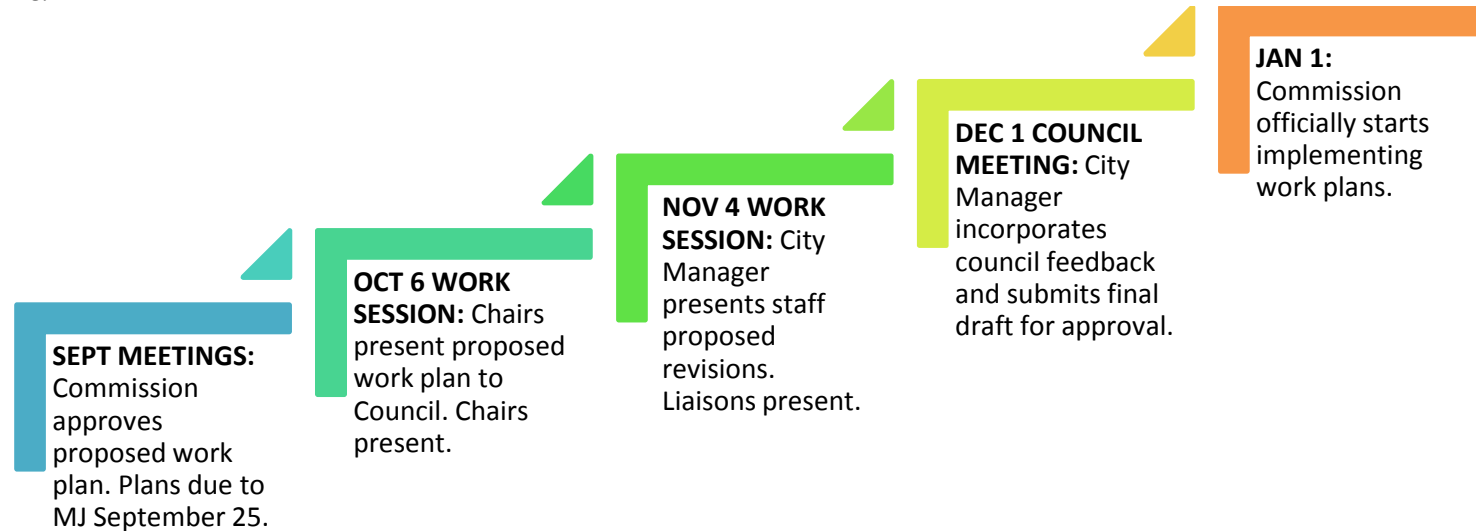 SEPT MEETINGS:
Commission
approves
proposed work
plan. Plans due to
MJ September 25.
OCT 6 WORK
SESSION: Chairs
present proposed
work plan to
Council. Chairs
present.
NOV 4 WORK
SESSION: City
Manager
presents staff
proposed
revisions.
Liaisons present.
DEC 1 COUNCIL
MEETING: City
Manager
incorporates
council feedback
and submits final
draft for approval.
JAN 1:
Commission
officially starts
implementing
work plans.